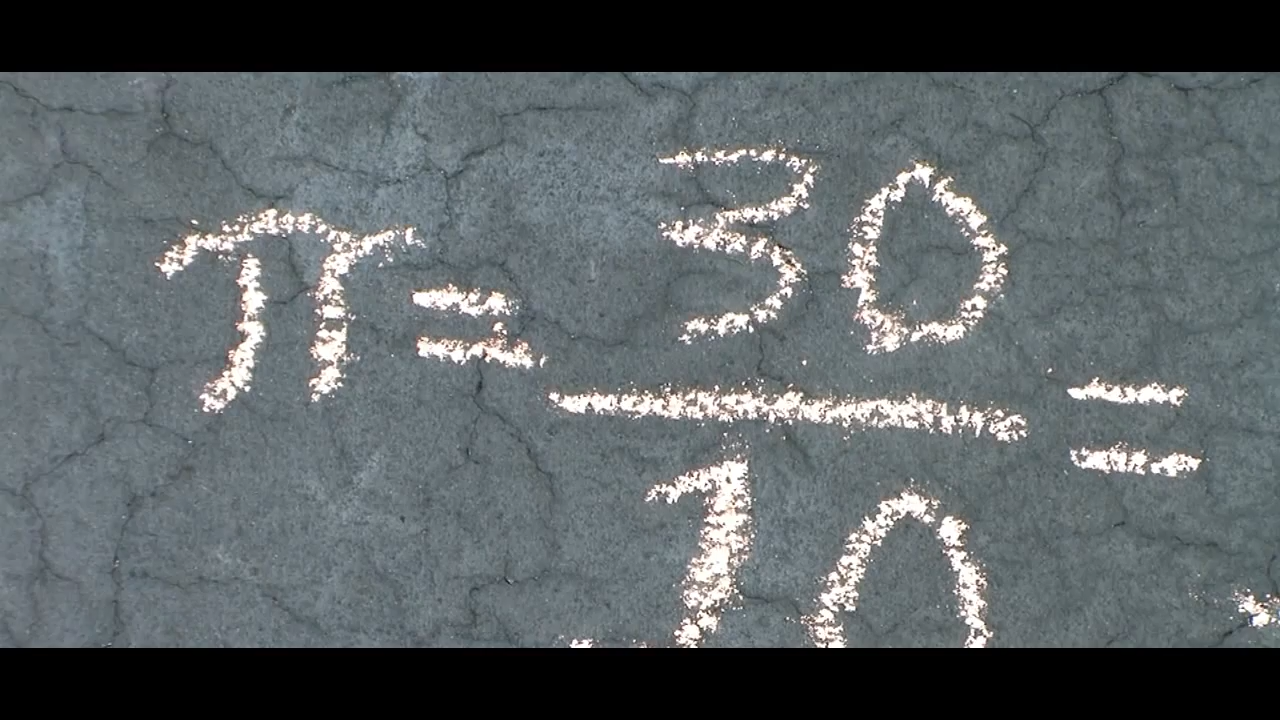 π = 30/10 =